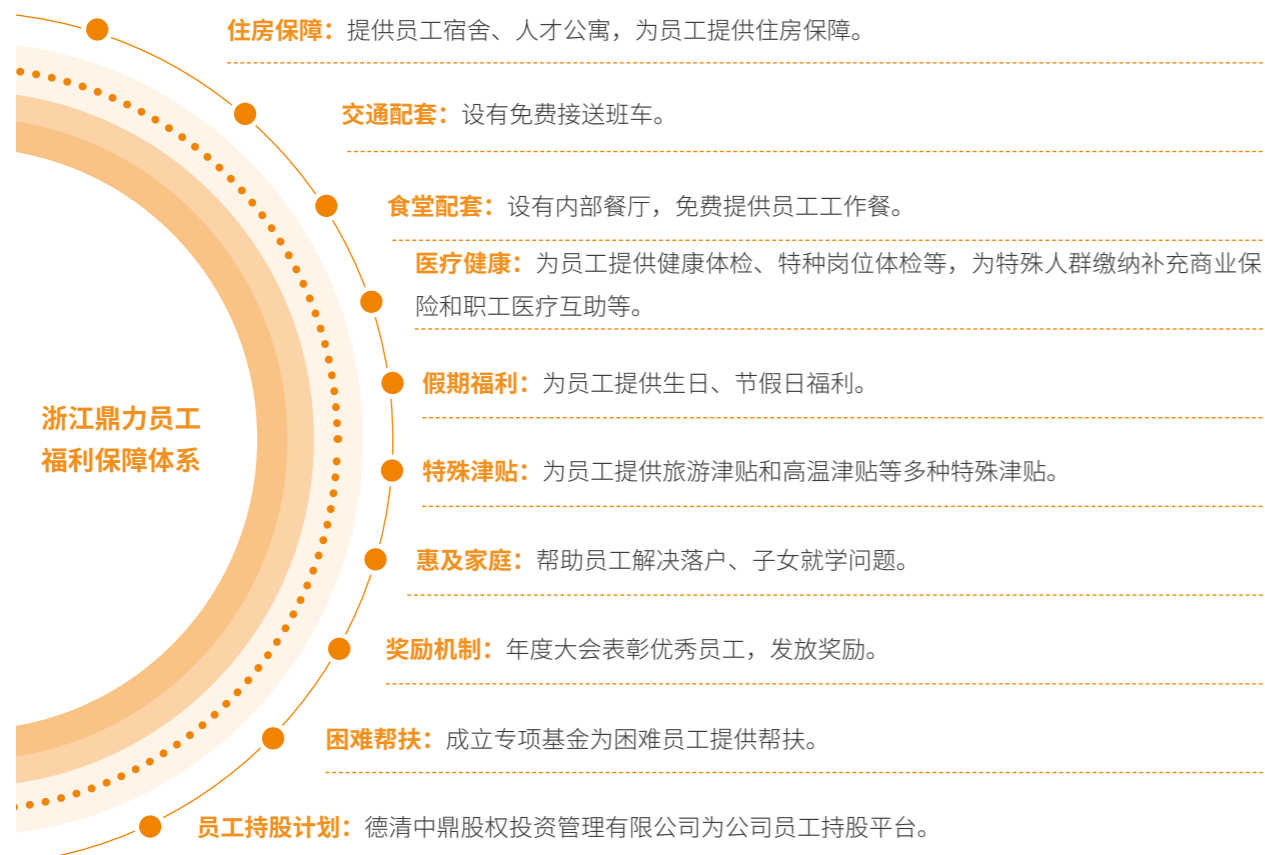 住房保障：提供员工宿舍、人才公寓，为员工提供住房保障。
交通配套：设有免费接送班车。
食堂配套：设有内部餐厅，免费提供员工工作餐。
医疗健康：为员工提供健康体检、特种岗位体检等，为特殊人群缴纳补充商业保
险和职工医疗互助等。
假期福利：为员工提供生日、节假日福利。
浙江鼎力员工
福利保障体系
特殊津贴：为员工提供旅游津贴和高温津贴等多种特殊津贴。
惠及家庭：帮助员工解决落户、子女就学问题。
奖励机制：年度大会表彰优秀员工，发放奖励。
困难帮扶：成立专项基金为困难员工提供帮扶。
员工持股计划：德清中鼎股权投资管理有限公司为公司员工持股平台。